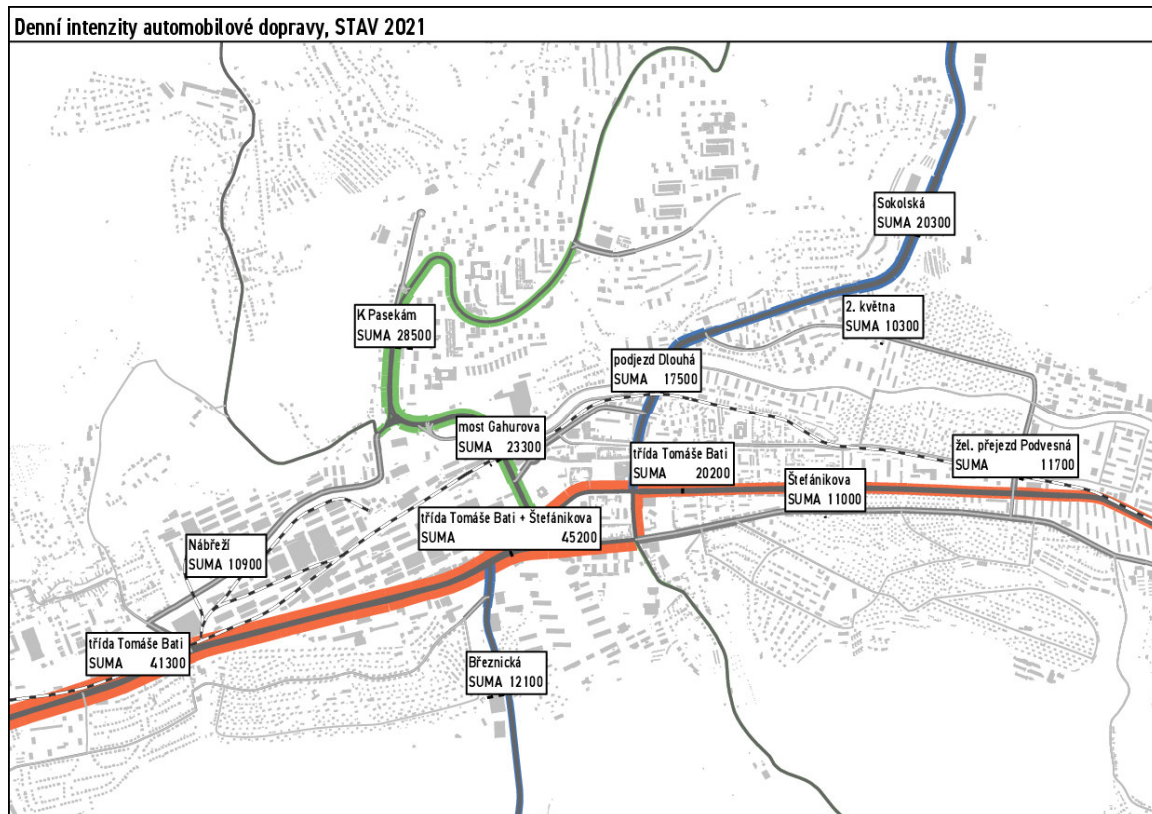 Denní intenzity automobilové dopravy, STAV 2021
Sokolská
SUMA 20300
2. května
SUMA 10300
K Pasekám
SUMA 28500
podjezd Dlouhá
SUMA 17500
most Gahurova
SUMA 23300
třída Tomáše Bati
SUMA 20200
žel. přejezd Podvesná
SUMA 11700
Štefánikova
SUMA 11000
třída Tomáše Bati + Štefánikova
SUMA 45200
Nábřeží
SUMA 10900
třída Tomáše Bati
SUMA 41300
Březnická
SUMA 12100